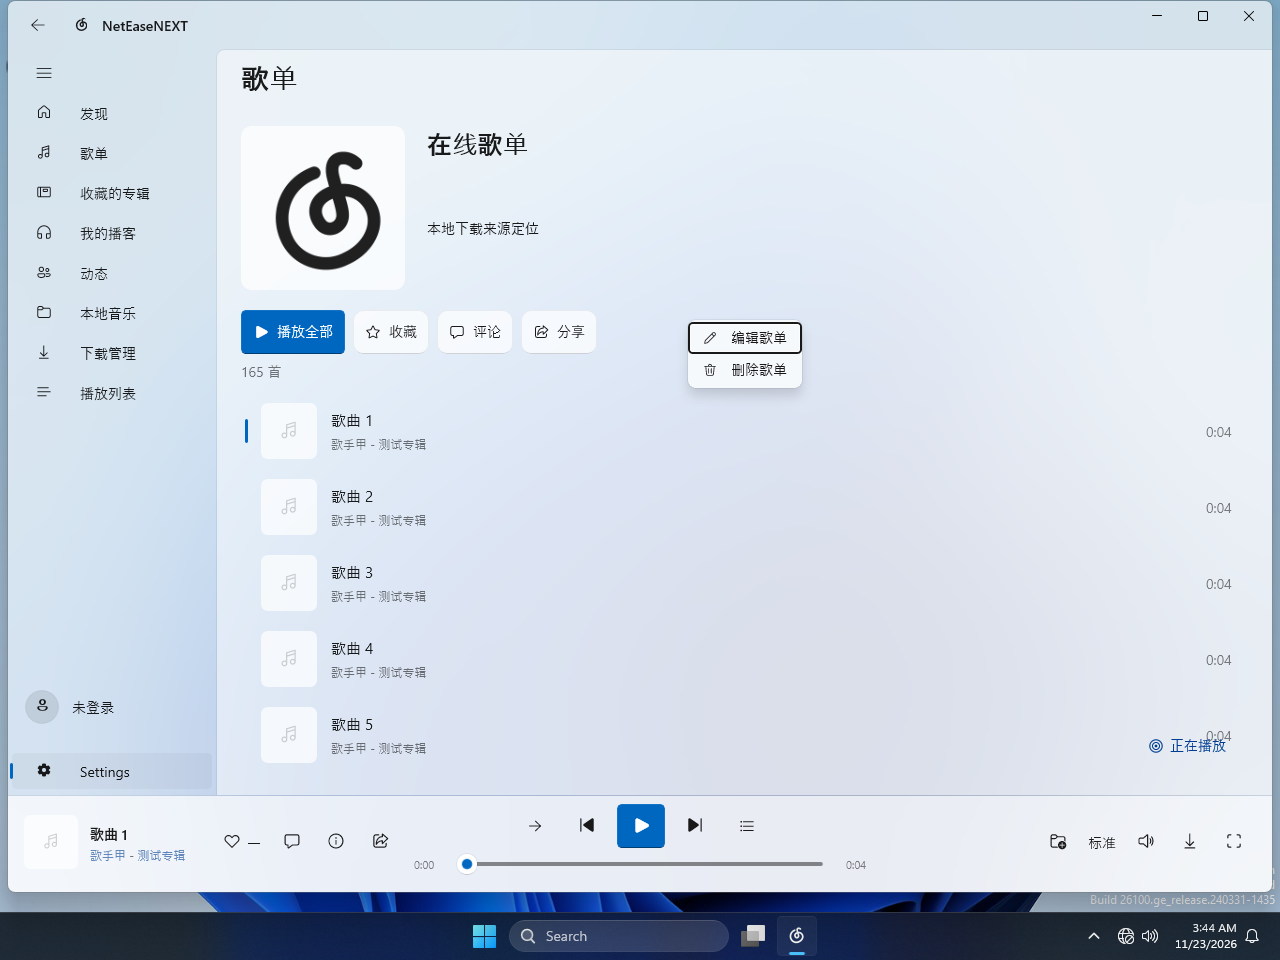 NetEaseNEXT
发现
歌单
收藏的专辑
我的播客
动态
本地音乐
下载管理
播放列表
未登录
Settings
歌单
在线歌单
本地下载来源定位
播放全部
收藏
评论
分享
编辑歌单
删除歌单
165 首
歌曲 1
歌手甲 - 测试专辑
0:04
歌曲 2
歌手甲 - 测试专辑
0:04
歌曲 3
歌手甲 - 测试专辑
0:04
歌曲 4
歌手甲 - 测试专辑
0:04
歌曲 5
歌手甲 - 测试专辑
0:04
正在播放
歌曲 1
歌手甲 - 测试专辑
0:00
0:04
标准
Build 26100.ge_release.240331-1435
Search
3:44 AM
11/23/2026